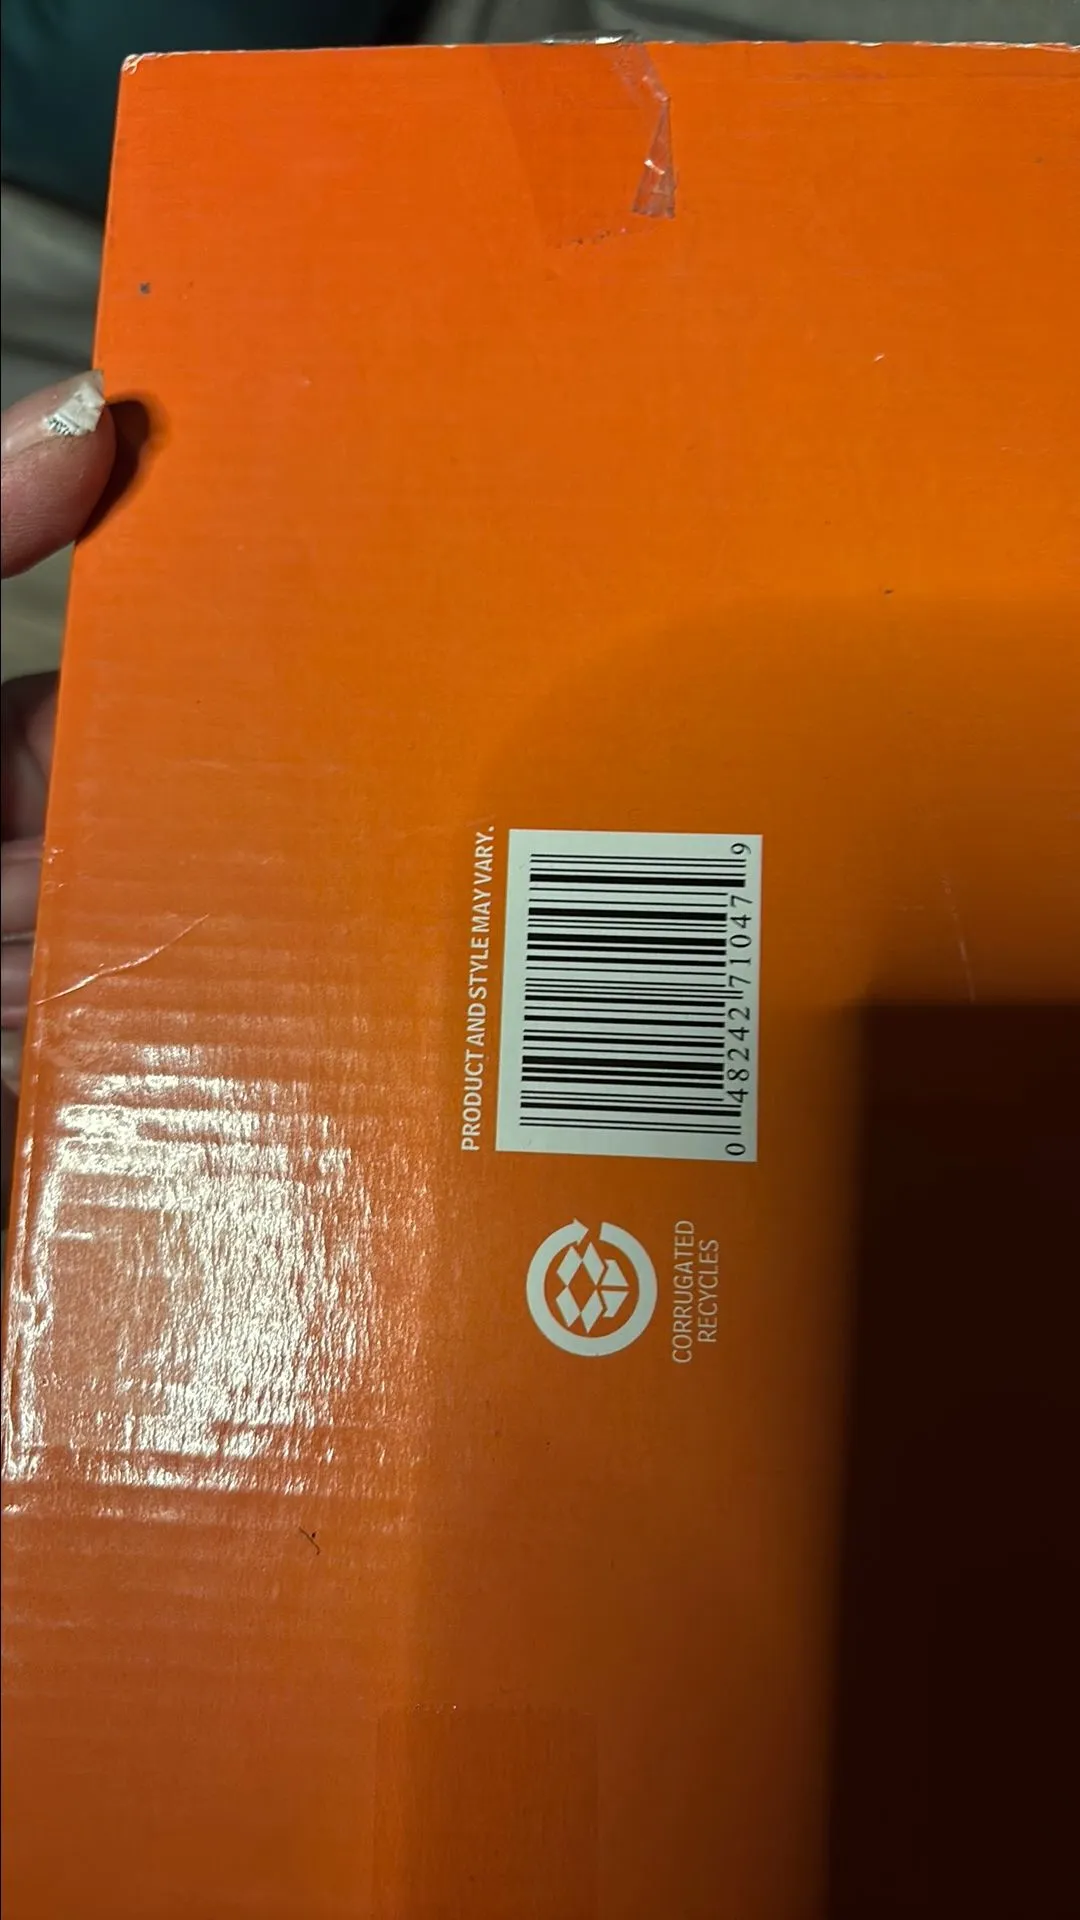 PRODUCT AND STYLE MAY VARY.
0 48242 71047 9
CORRUGATED
RECYCLES